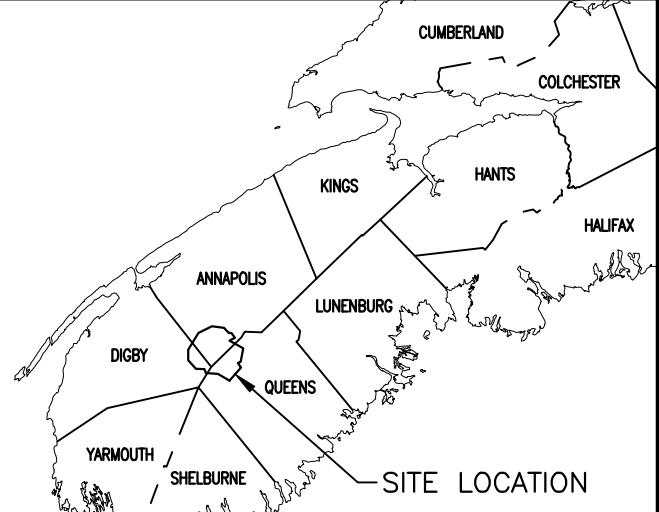 CUMBERLAND
COLCHESTER
KINGS
HANTS
HALIFAX
ANNAPOLIS
LUNENBURG
DIGBY
QUEENS
YARMOUTH
SHELBURNE
SITE LOCATION